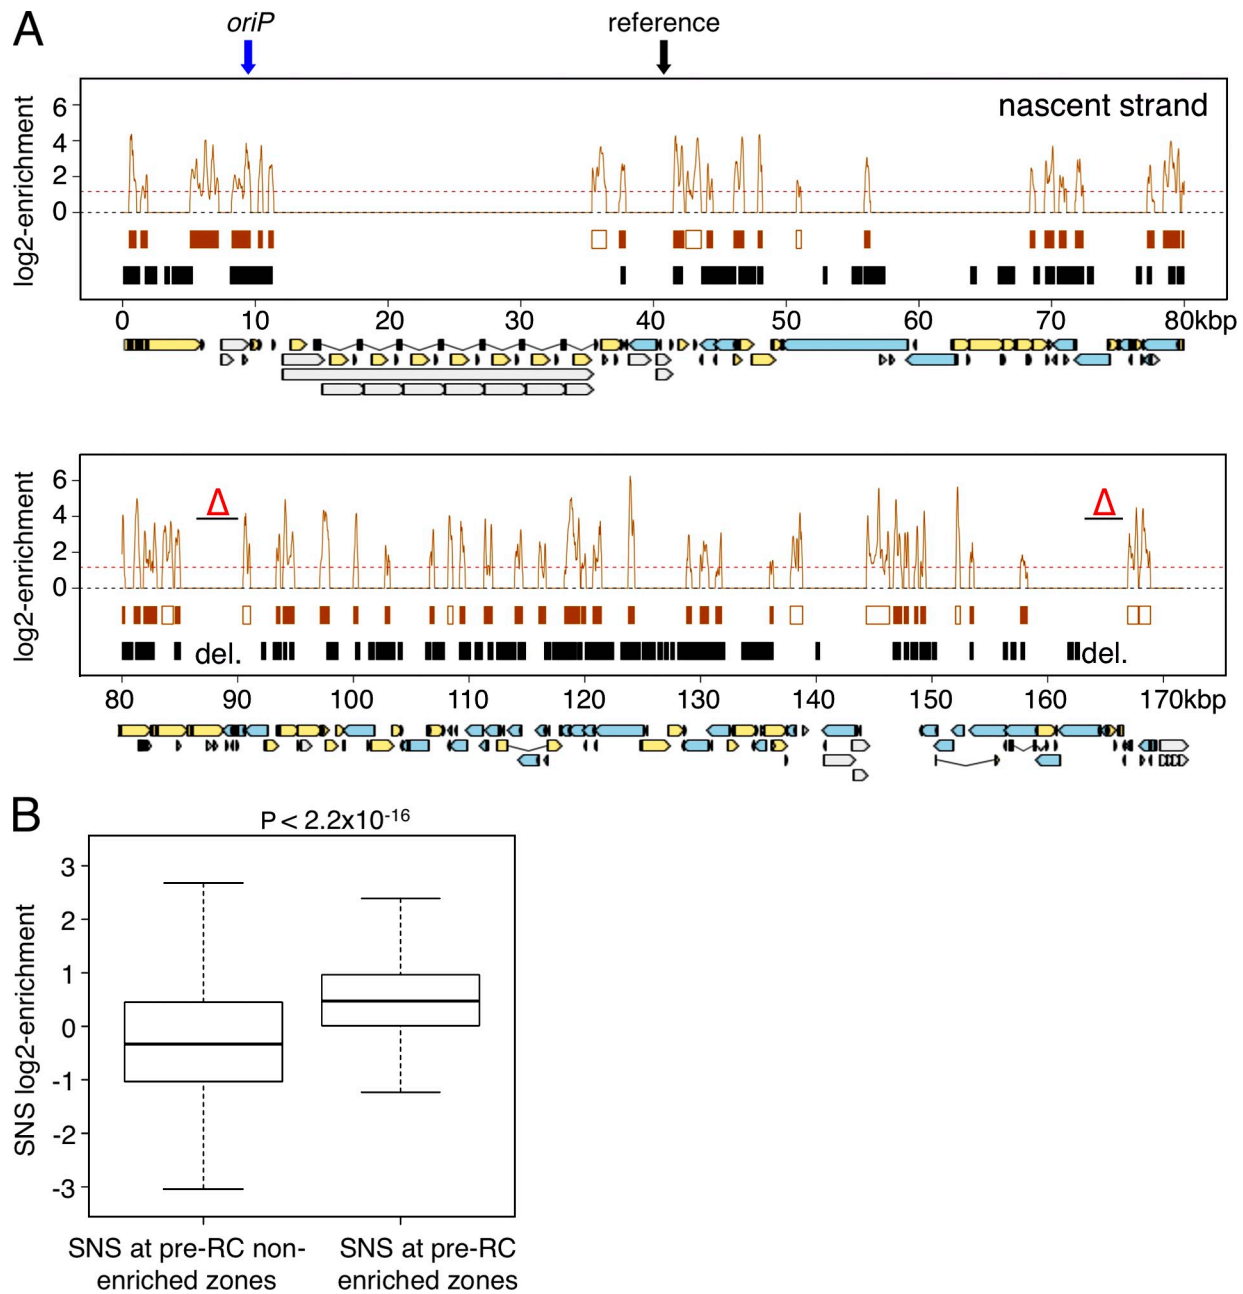 A
oriP
reference
nascent strand
log2-enrichment
6
4
2
0
0 10 20 30 40 50 60 70 80kbp
Δ Δ
log2-enrichment
6
4
2
0
del. del.
80 90 100 110 120 130 140 150 160 170kbp
B
P < 2.2x10-16
SNS log2-enrichment
3
2
1
0
-1
-2
-3
SNS at pre-RC non-
enriched zones
SNS at pre-RC
enriched zones